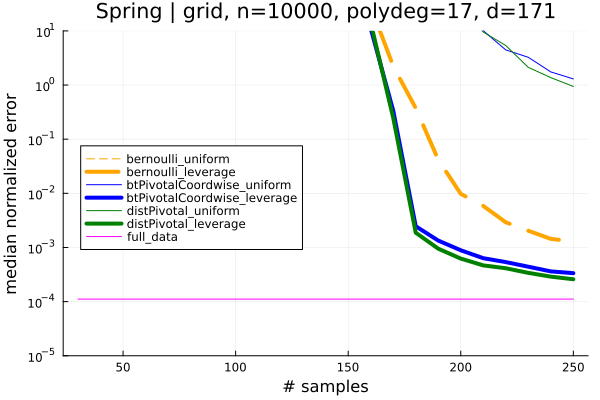 Spring | grid, n=10000, polydeg=17, d=171
median normalized error
10¹
10⁰
10⁻¹
10⁻²
10⁻³
10⁻⁴
10⁻⁵
bernoulli_uniform
bernoulli_leverage
btPivotalCoordwise_uniform
btPivotalCoordwise_leverage
distPivotal_uniform
distPivotal_leverage
full_data
50 100 150 200 250
# samples